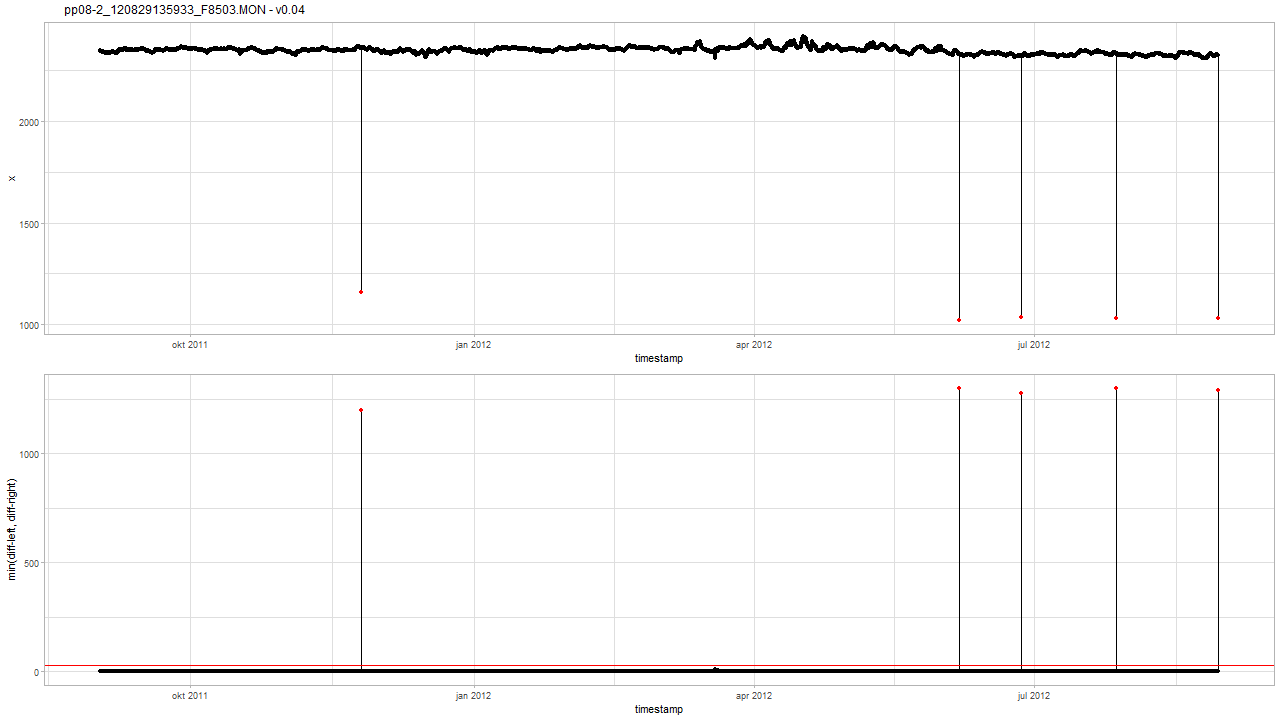 pp08-2_120829135933_F8503.MON - v0.04
x
2000
1500
1000
okt 2011
jan 2012
apr 2012
jul 2012
timestamp
min(diff-left, diff-right)
1000
500
0
okt 2011
jan 2012
apr 2012
jul 2012
timestamp